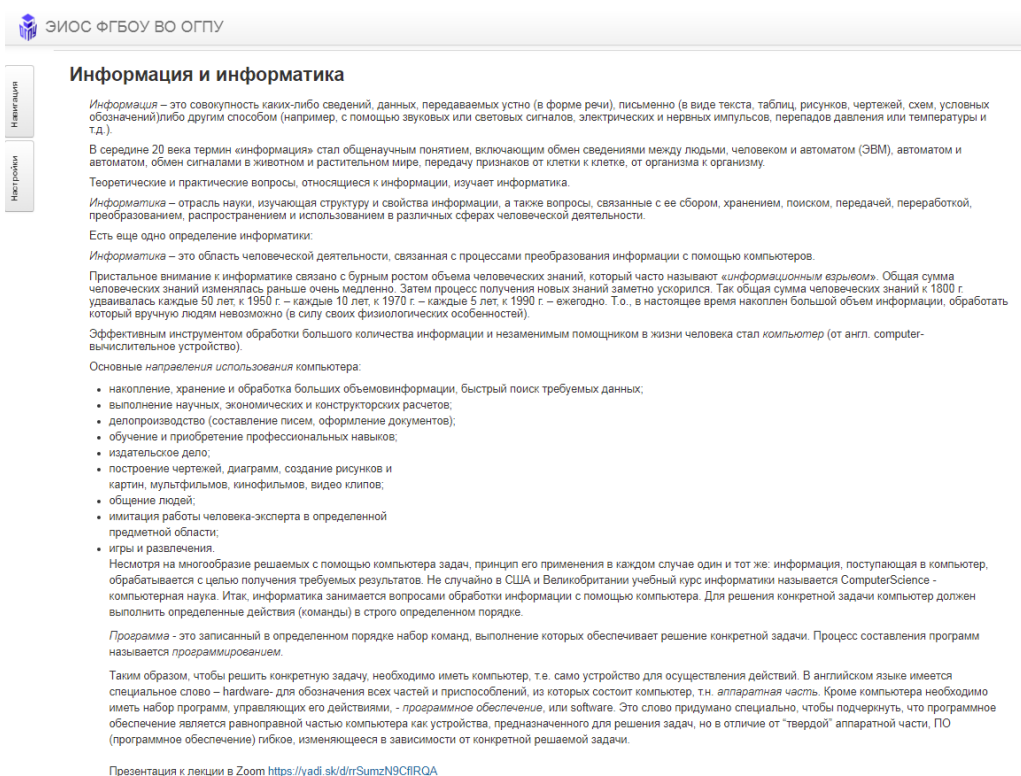 ЭИОС ФГБОУ ВО ОГПУ
Навигация
Настройки
Информация и информатика
Информация – это совокупность каких-либо сведений, данных, передаваемых устно (в форме речи), письменно (в виде текста, таблиц, рисунков, чертежей, схем, условных
обозначений)либо другим способом (например, с помощью звуковых или световых сигналов, электрических и нервных импульсов, перепадов давления или температуры и
т.д.).
В середине 20 века термин «информация» стал общенаучным понятием, включающим обмен сведениями между людьми, человеком и автоматом (ЭВМ), автоматом и
автоматом, обмен сигналами в животном и растительном мире, передачу признаков от клетки к клетке, от организма к организму.
Теоретические и практические вопросы, относящиеся к информации, изучает информатика.
Информатика – отрасль науки, изучающая структуру и свойства информации, а также вопросы, связанные с ее сбором, хранением, поиском, передачей, переработкой,
преобразованием, распространением и использованием в различных сферах человеческой деятельности.
Есть еще одно определение информатики:
Информатика – это область человеческой деятельности, связанная с процессами преобразования информации с помощью компьютеров.
Пристальное внимание к информатике связано с бурным ростом объема человеческих знаний, который часто называют «информационным взрывом». Общая сумма
человеческих знаний изменялась раньше очень медленно. Затем процесс получения новых знаний заметно ускорился. Так общая сумма человеческих знаний к 1800 г.
удваивалась каждые 50 лет, к 1950 г. – каждые 10 лет, к 1970 г. – каждые 5 лет, к 1990 г. – ежегодно. Т.о., в настоящее время накоплен большой объем информации, обработать
который вручную людям невозможно (в силу своих физиологических особенностей).
Эффективным инструментом обработки большого количества информации и незаменимым помощником в жизни человека стал компьютер (от англ. computer-
вычислительное устройство).
Основные направления использования компьютера:
• накопление, хранение и обработка больших объемовинформации, быстрый поиск требуемых данных;
• выполнение научных, экономических и конструкторских расчетов;
• делопроизводство (составление писем, оформление документов);
• обучение и приобретение профессиональных навыков;
• издательское дело;
• построение чертежей, диаграмм, создание рисунков и
картин, мультфильмов, кинофильмов, видео клипов;
• общение людей;
• имитация работы человека-эксперта в определенной
предметной области;
• игры и развлечения.
Несмотря на многообразие решаемых с помощью компьютера задач, принцип его применения в каждом случае один и тот же: информация, поступающая в компьютер,
обрабатывается с целью получения требуемых результатов. Не случайно в США и Великобритании учебный курс информатики называется ComputerScience -
компьютерная наука. Итак, информатика занимается вопросами обработки информации с помощью компьютера. Для решения конкретной задачи компьютер должен
выполнить определенные действия (команды) в строго определенном порядке.
Программа - это записанный в определенном порядке набор команд, выполнение которых обеспечивает решение конкретной задачи. Процесс составления программ
называется программированием.
Таким образом, чтобы решить конкретную задачу, необходимо иметь компьютер, т.е. само устройство для осуществления действий. В английском языке имеется
специальное слово – hardware- для обозначения всех частей и приспособлений, из которых состоит компьютер, т.н. аппаратная часть. Кроме компьютера необходимо
иметь набор программ, управляющих его действиями, - программное обеспечение, или software. Это слово придумано специально, чтобы подчеркнуть, что программное
обеспечение является равноправной частью компьютера как устройства, предназначенного для решения задач, но в отличие от “твердой” аппаратной части, ПО
(программное обеспечение) гибкое, изменяющееся в зависимости от конкретной решаемой задачи.
Презентация к лекции в Zoom https://yadi.sk/d/rrSumzN9CflRQA